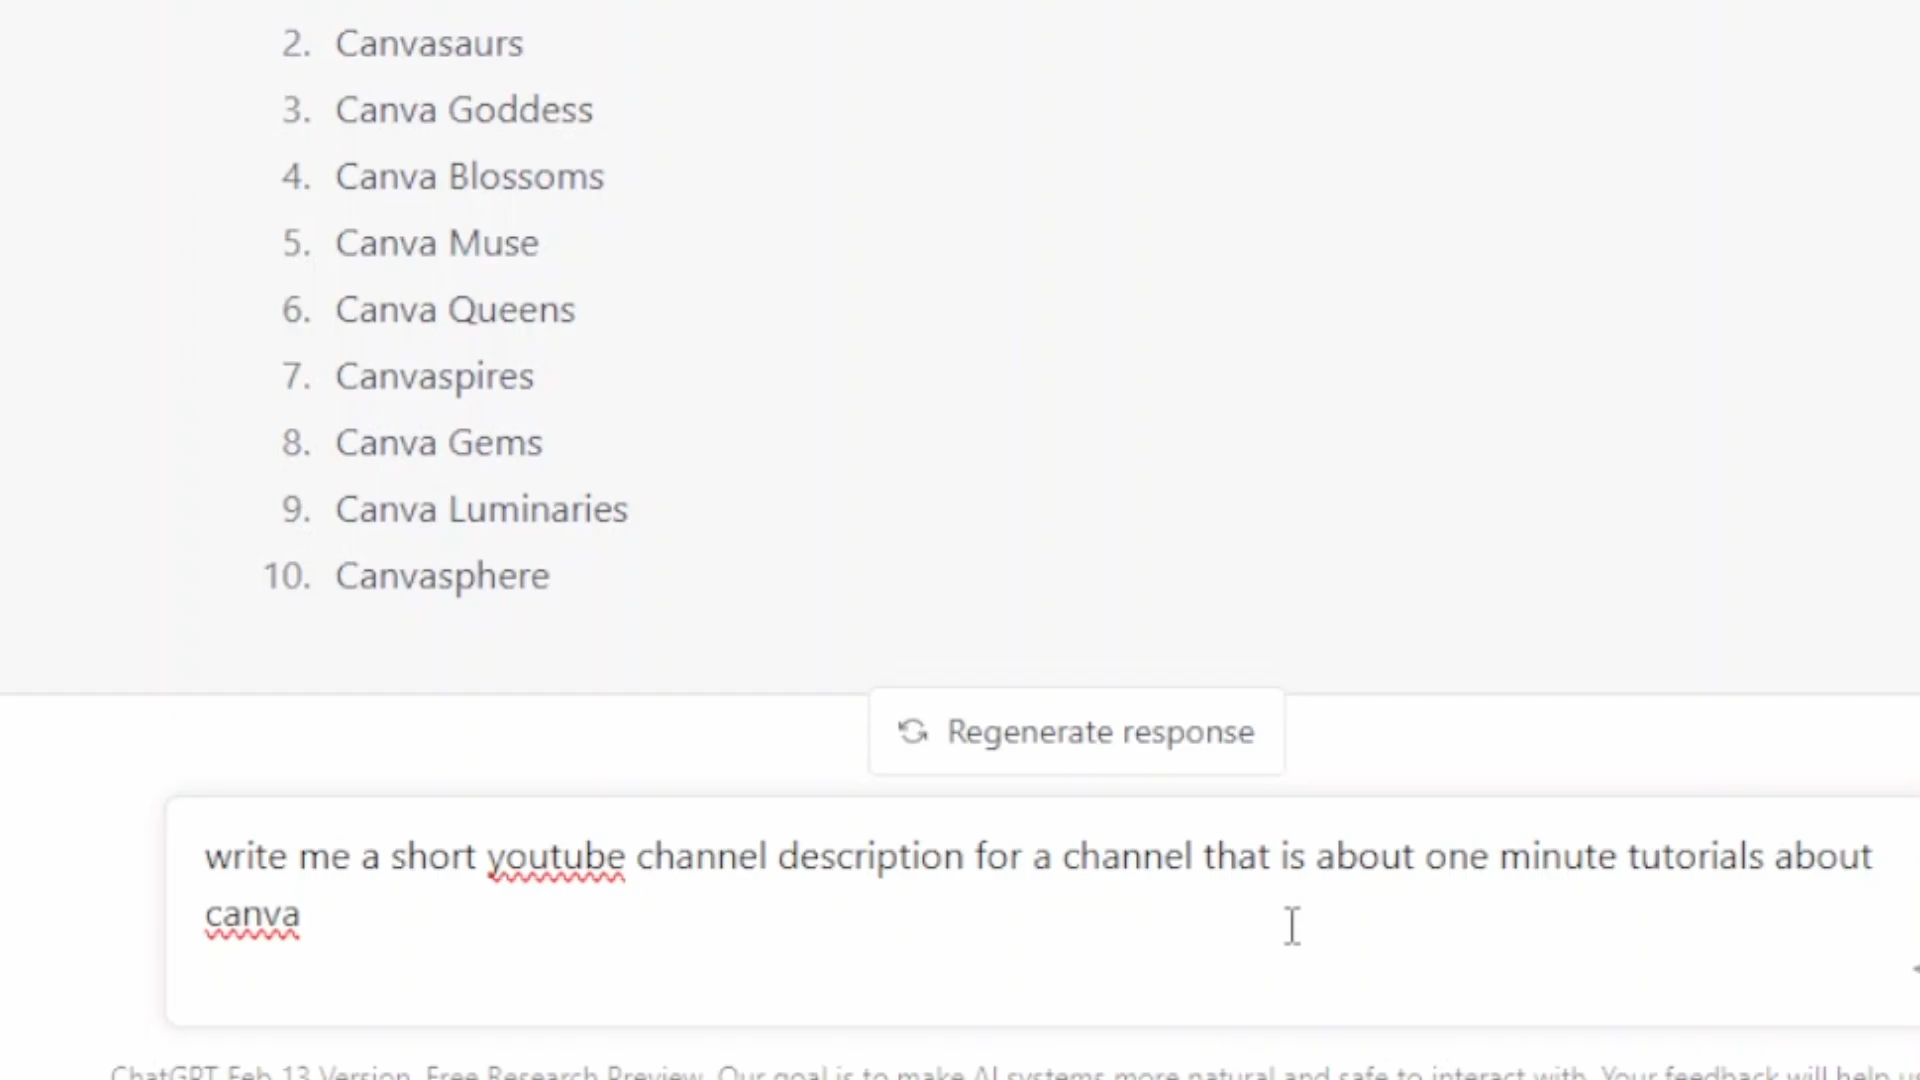 2. Canvasaurs
3. Canva Goddess
4. Canva Blossoms
5. Canva Muse
6. Canva Queens
7. Canvaspires
8. Canva Gems
9. Canva Luminaries
10. Canvasphere
Regenerate response
write me a short youtube channel description for a channel that is about one minute tutorials about
canva
ChatGPT Feb 13 Version. Free Research Preview. Our goal is to make AI systems more natural and safe to interact with. Your feedback will help